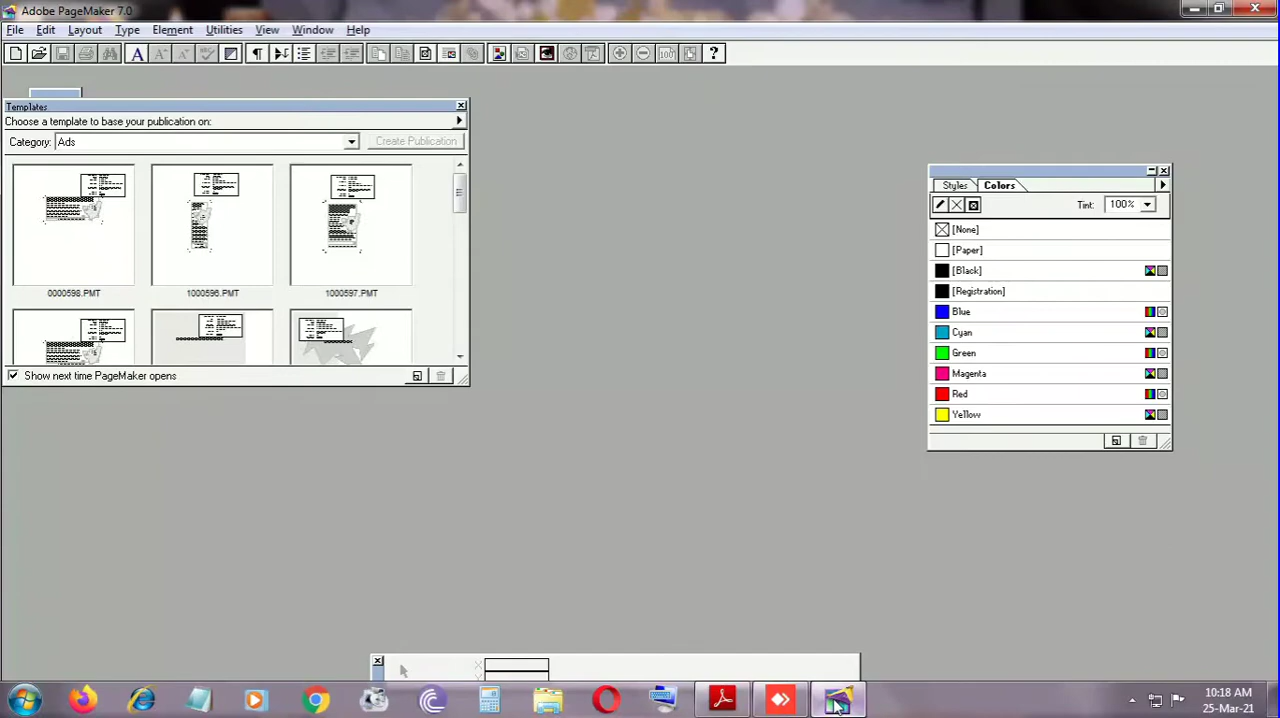 Adobe PageMaker 7.0
File Edit Layout Type Element Utilities View Window Help
Templates
Choose a template to base your publication on:
Category: Ads Create Publication
0000598.PMT 1000596.PMT 1000597.PMT
Show next time PageMaker opens
Styles Colors
Tint: 100%
[None]
[Paper]
[Black]
[Registration]
Blue
Cyan
Green
Magenta
Red
Yellow
X
10:18 AM
25-Mar-21